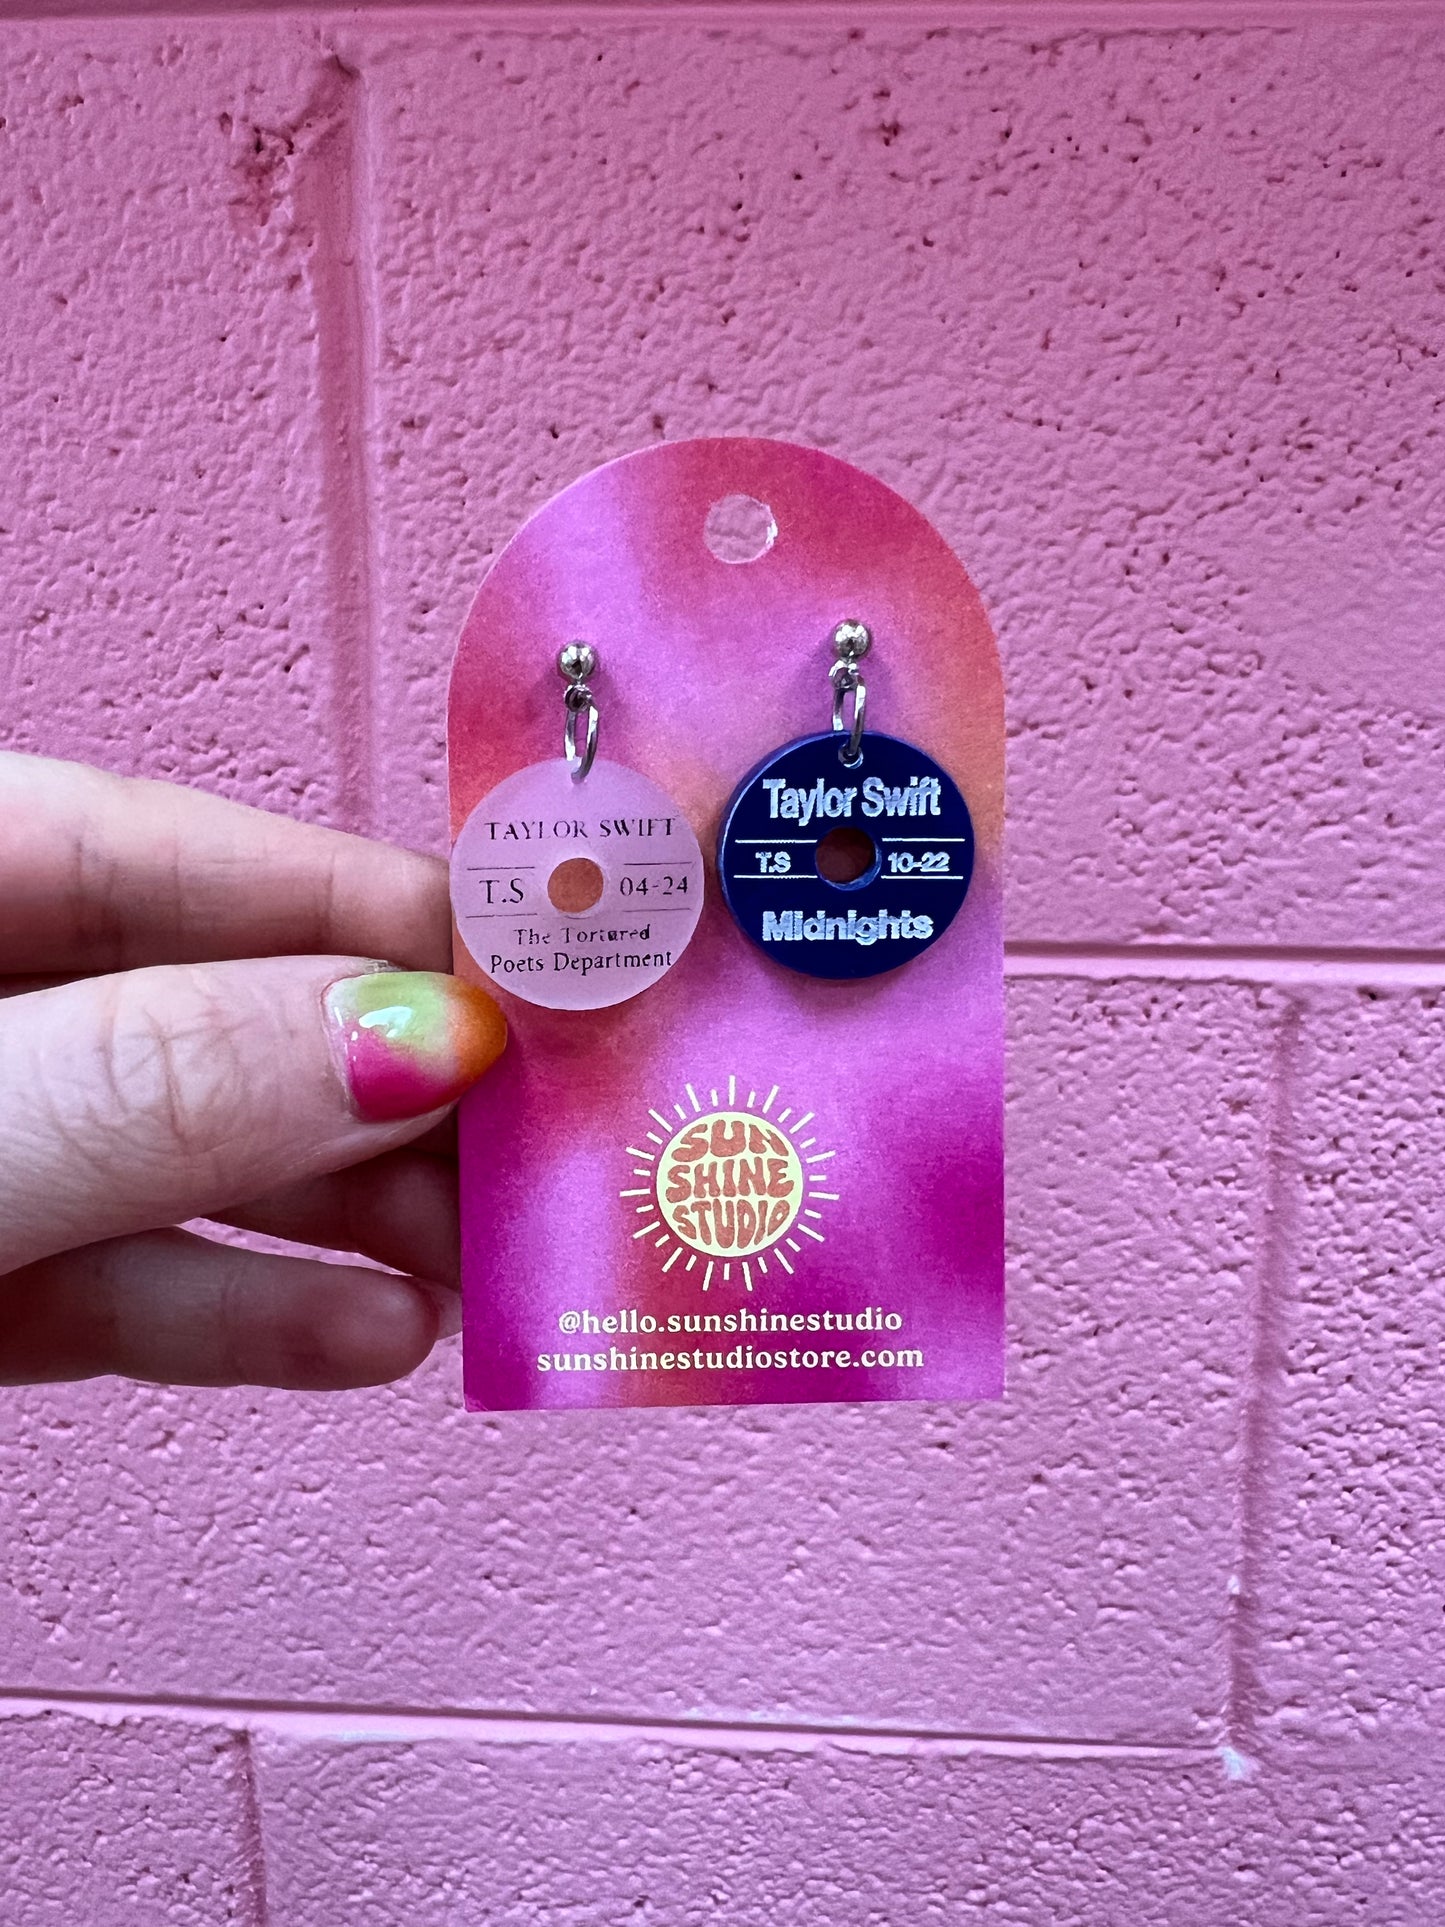 TAYLOR SWIFT
T.S 04-24
The Tortured
Poets Department
Taylor Swift
T.S 10-22
Midnights
SUN
SHINE
STUDIO
@hello.sunshinestudio
sunshinestudiostore.com